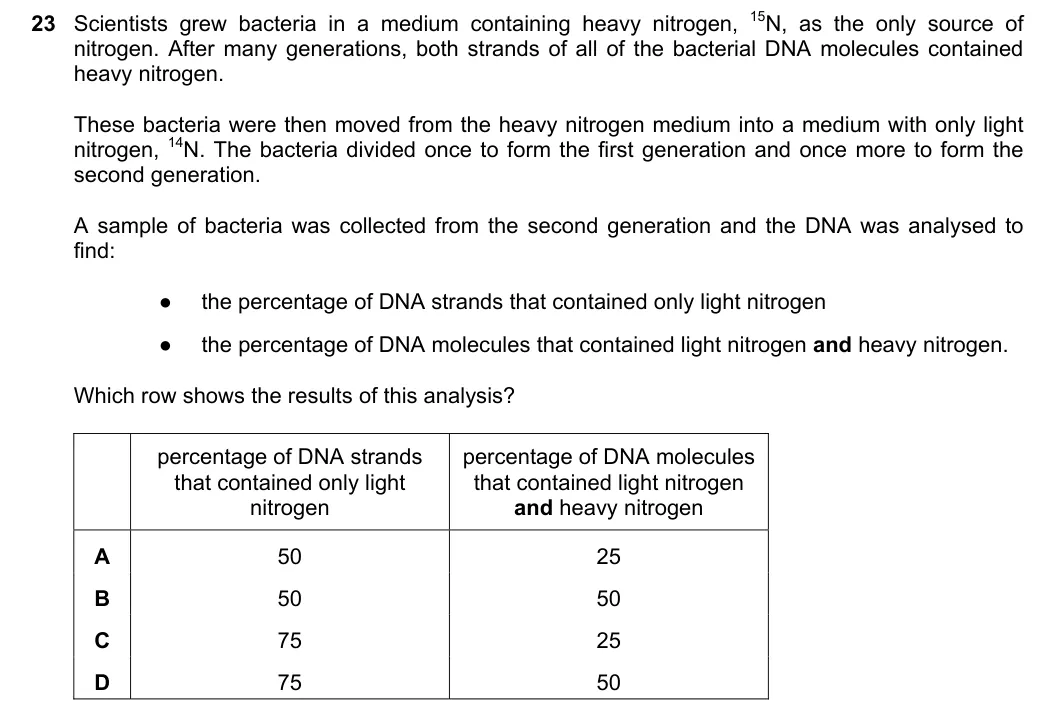 23 Scientists grew bacteria in a medium containing heavy nitrogen, ¹⁵N, as the only source of
nitrogen. After many generations, both strands of all of the bacterial DNA molecules contained
heavy nitrogen.
These bacteria were then moved from the heavy nitrogen medium into a medium with only light
nitrogen, ¹⁴N. The bacteria divided once to form the first generation and once more to form the
second generation.
A sample of bacteria was collected from the second generation and the DNA was analysed to
find:
● the percentage of DNA strands that contained only light nitrogen
● the percentage of DNA molecules that contained light nitrogen and heavy nitrogen.
Which row shows the results of this analysis?
percentage of DNA strands
that contained only light
nitrogen
percentage of DNA molecules
that contained light nitrogen
and heavy nitrogen
A 50 25
B 50 50
C 75 25
D 75 50